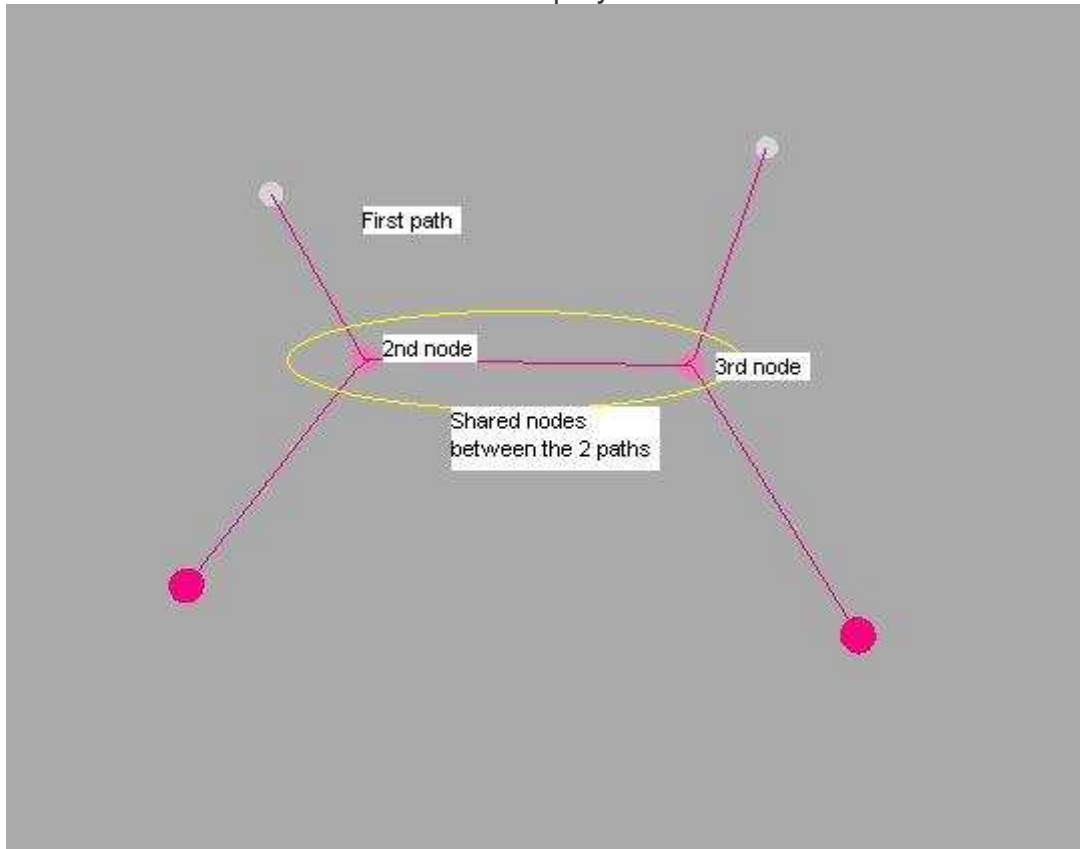 First path
2nd node
3rd node
Shared nodes
between the 2 paths